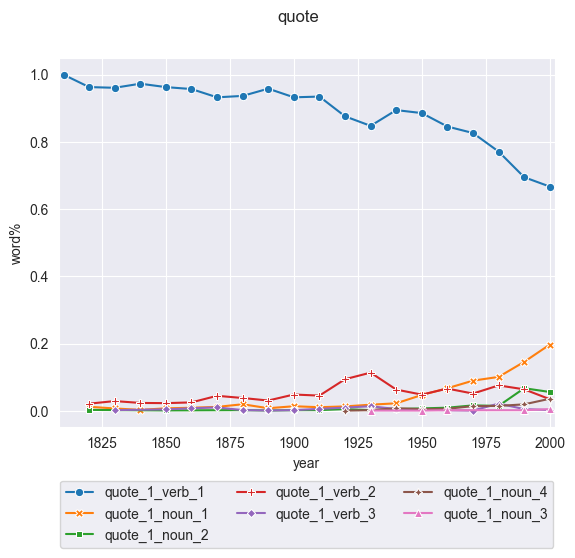 quote
1.0
0.8
0.6
0.4
0.2
0.0
word%
1825 1850 1875 1900 1925 1950 1975 2000
year
quote_1_verb_1 quote_1_verb_2 quote_1_noun_4
quote_1_noun_1 quote_1_verb_3 quote_1_noun_3
quote_1_noun_2